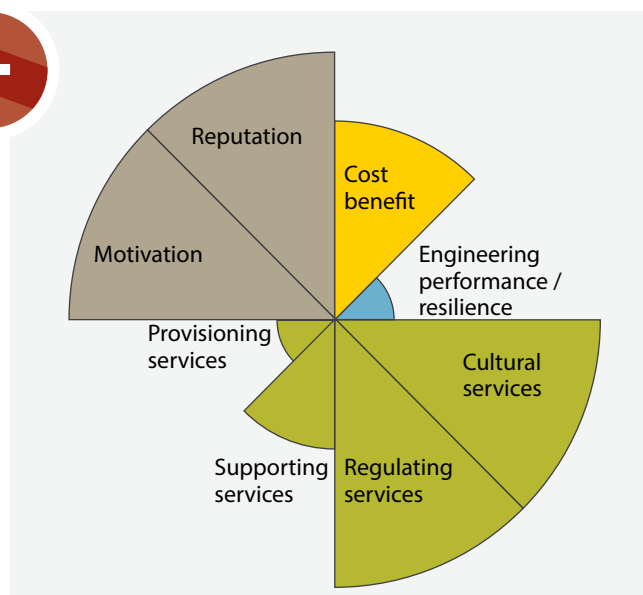 Reputation
Cost
benefit
Motivation
Engineering
performance /
resilience
Provisioning
services
Cultural
services
Supporting
services
Regulating
services